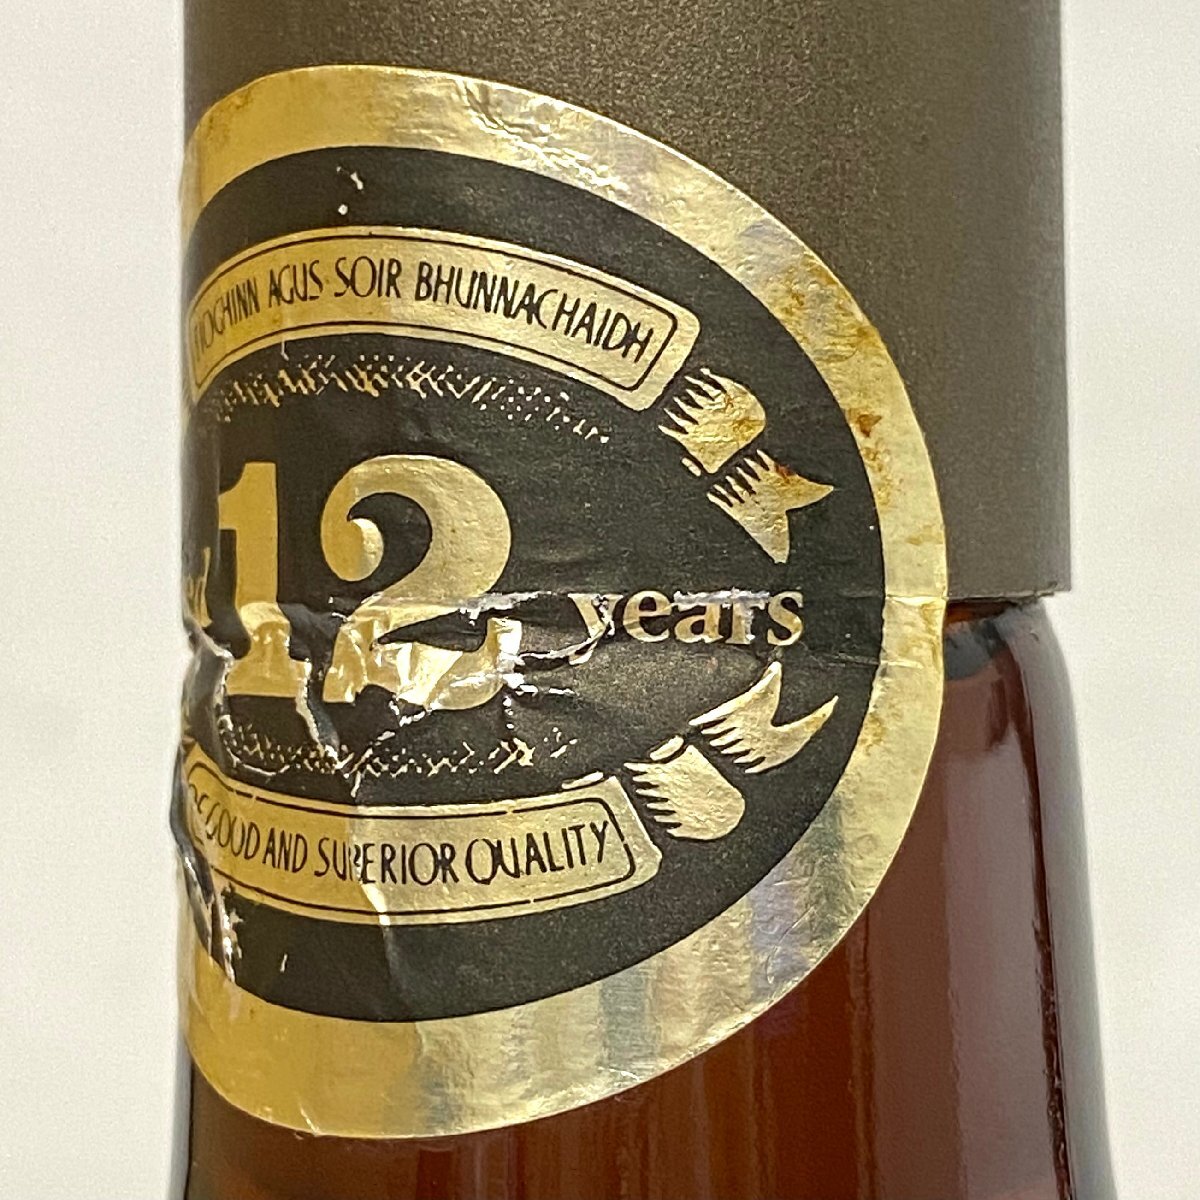 AGUS SOIR BHUNNACHAIDH
12 years
GOOD AND SUPERIOR QUALITY